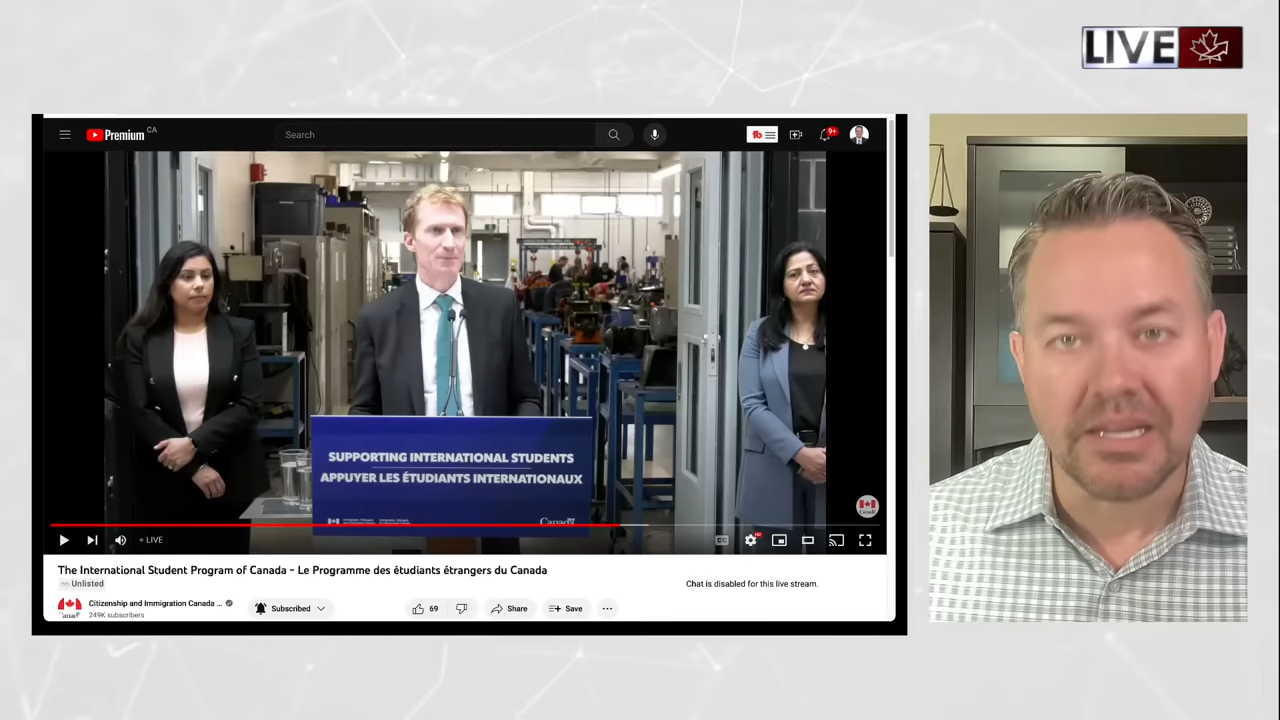 LIVE
Premium CA
Search
9+
SUPPORTING INTERNATIONAL STUDENTS
APPUYER LES ÉTUDIANTS INTERNATIONAUX
Canada
LIVE
CC
The International Student Program of Canada - Le Programme des étudiants étrangers du Canada
Unlisted
Chat is disabled for this live stream.
Citizenship and Immigration Canada ...
249K subscribers
Subscribed
69
Share
Save